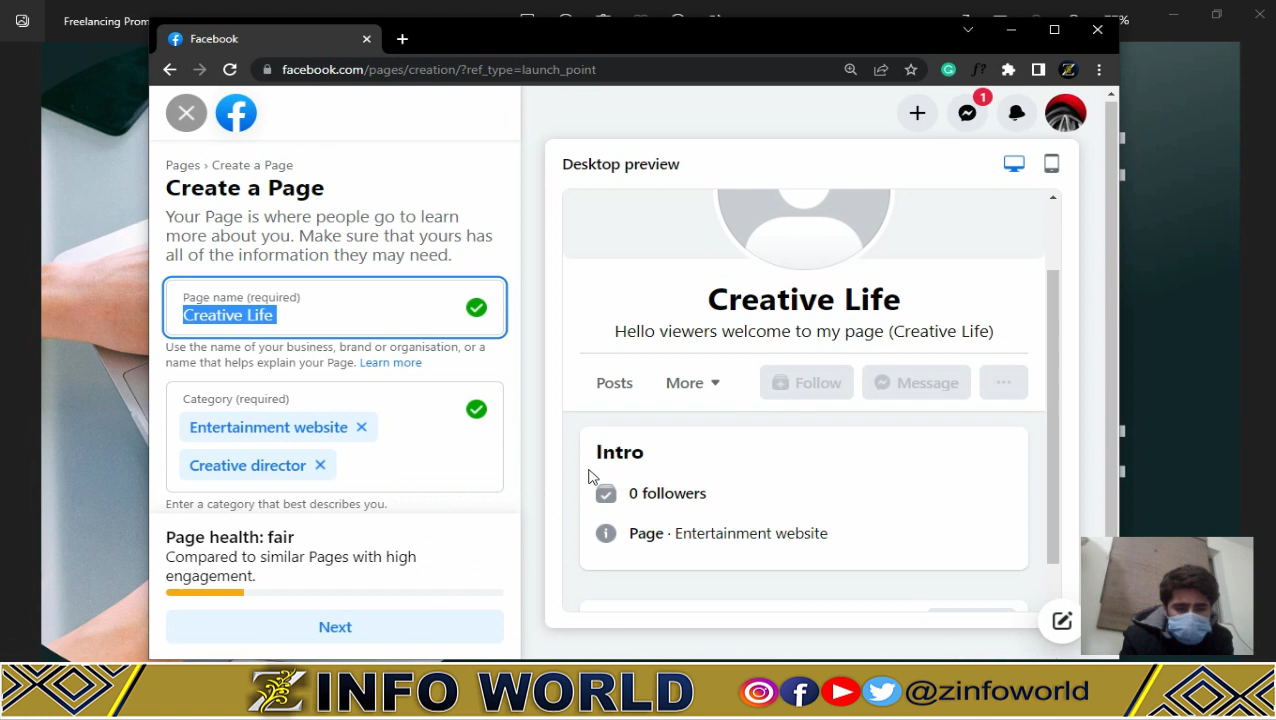 Freelancing Prom
%
Facebook
facebook.com/pages/creation/?ref_type=launch_point
f?
1
Pages › Create a Page
Create a Page
Your Page is where people go to learn
more about you. Make sure that yours has
all of the information they may need.
Page name (required)
Creative Life
Use the name of your business, brand or organisation, or a
name that helps explain your Page. Learn more
Category (required)
Entertainment website
Creative director
Enter a category that best describes you.
Page health: fair
Compared to similar Pages with high
engagement.
Next
Desktop preview
Creative Life
Hello viewers welcome to my page (Creative Life)
Posts More Follow Message
Intro
0 followers
Page · Entertainment website
Z INFO WORLD
@zinfoworld